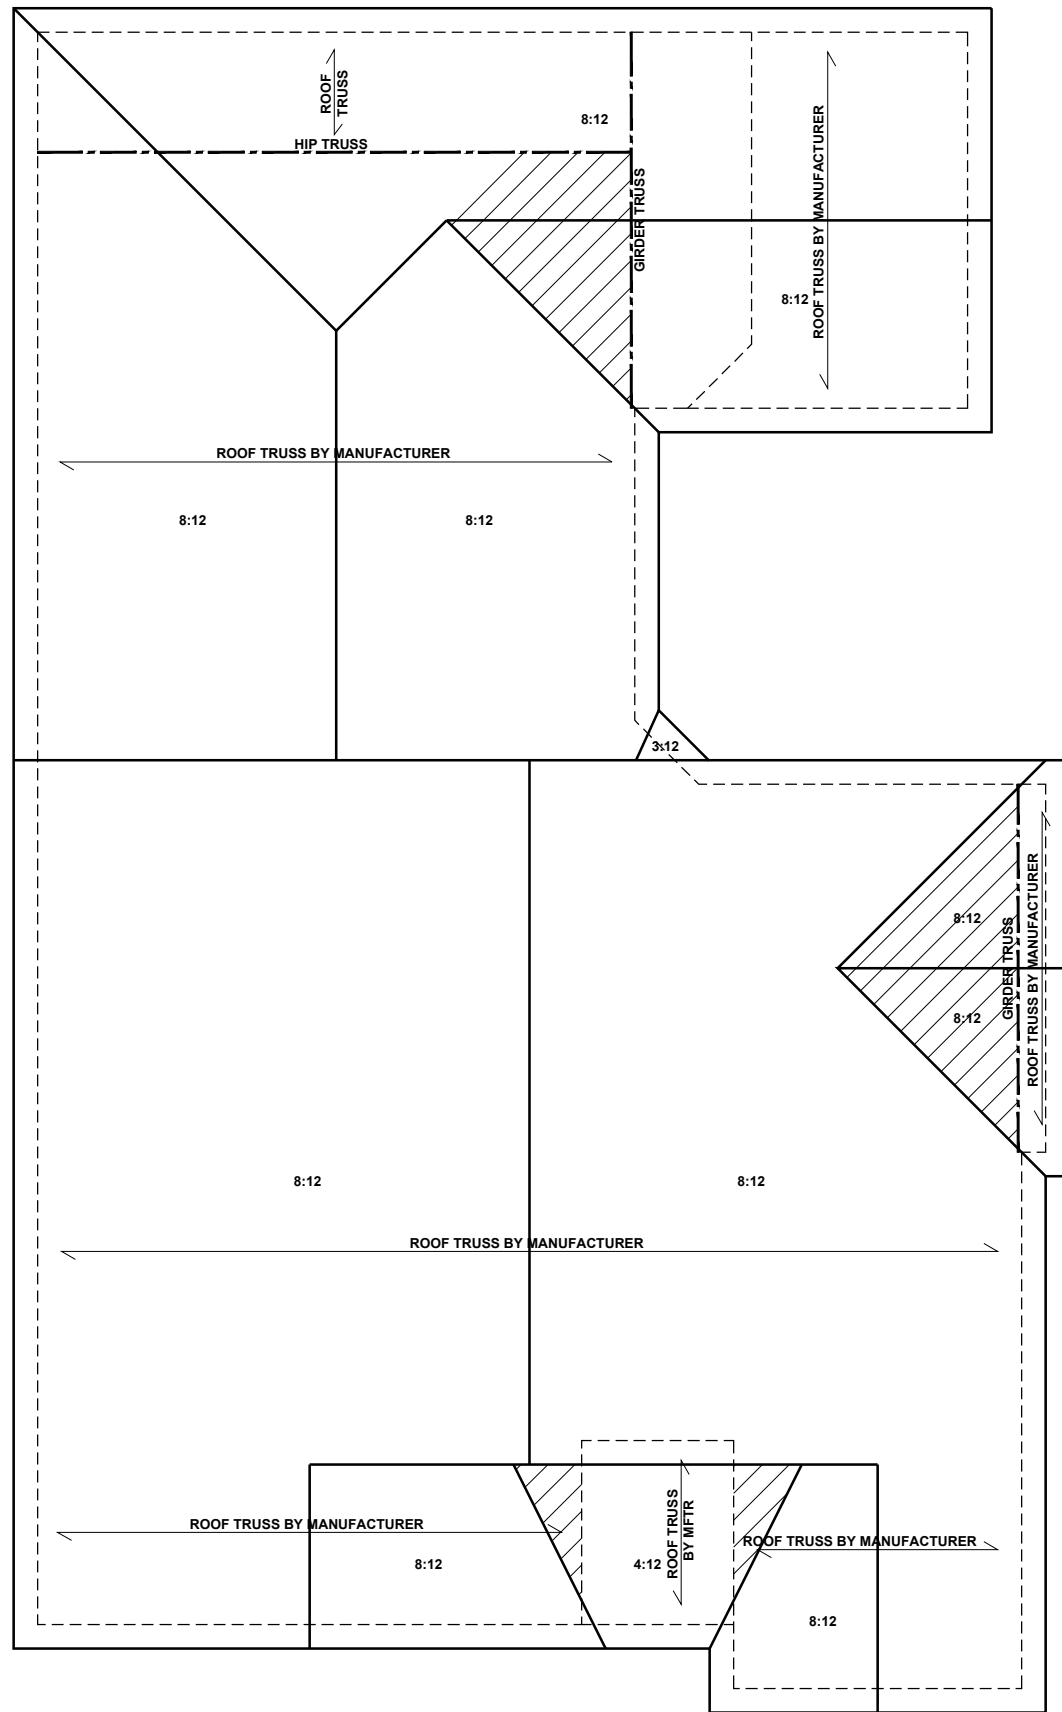 ROOF
TRUSS
8:12
HIP TRUSS
GIRDER TRUSS
ROOF TRUSS BY MANUFACTURER
8:12
ROOF TRUSS BY MANUFACTURER
8:12
8:12
3:12
8:12
8:12
GIRDER TRUSS
ROOF TRUSS BY MANUFACTURER
8:12
8:12
ROOF TRUSS BY MANUFACTURER
ROOF TRUSS BY MANUFACTURER
8:12
4:12
ROOF TRUSS
BY MFTR
ROOF TRUSS BY MANUFACTURER
8:12